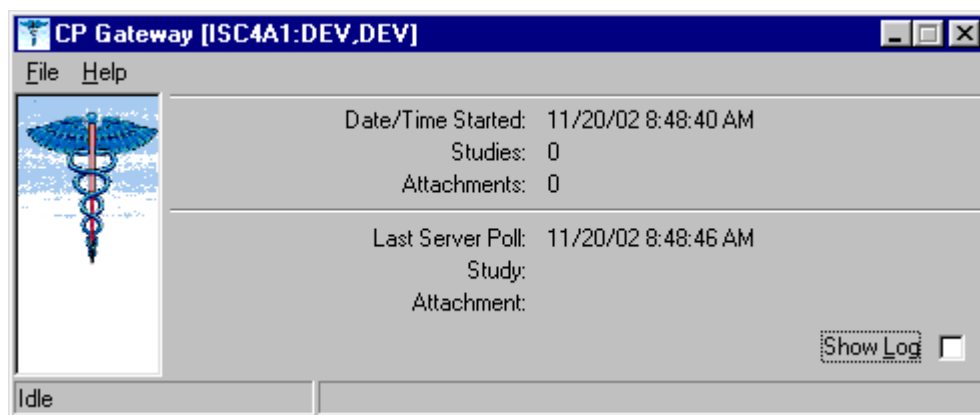 CP Gateway [ISC4A1:DEV,DEV]
File Help
Date/Time Started: 11/20/02 8:48:40 AM
Studies: 0
Attachments: 0
Last Server Poll: 11/20/02 8:48:46 AM
Study:
Attachment:
Show Log
Idle